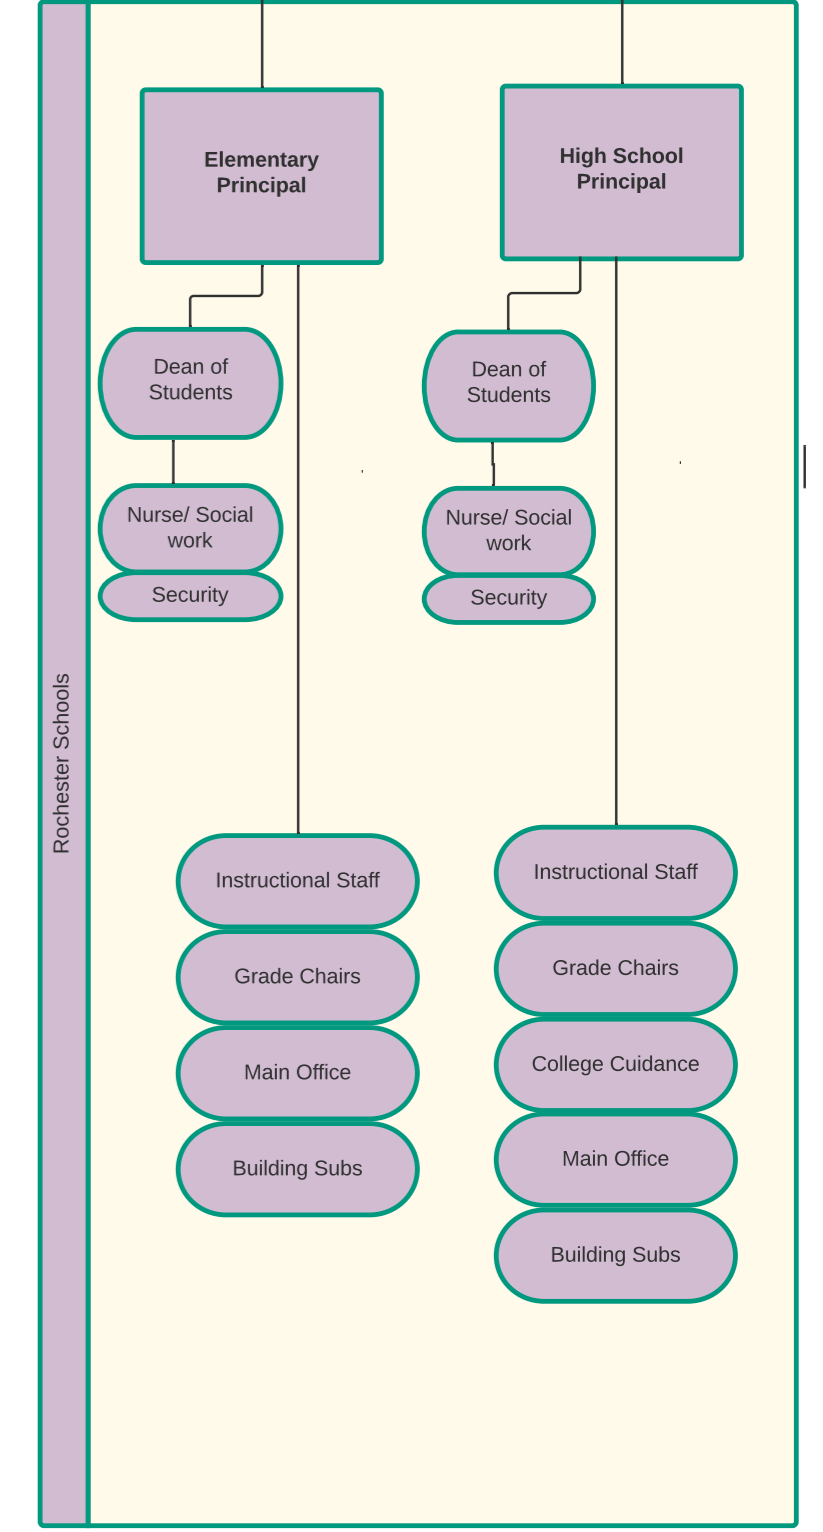 Rochester Schools
Elementary
Principal
Dean of
Students
Nurse/ Social
work
Security
Instructional Staff
Grade Chairs
Main Office
Building Subs
High School
Principal
Dean of
Students
Nurse/ Social
work
Security
Instructional Staff
Grade Chairs
College Cuidance
Main Office
Building Subs